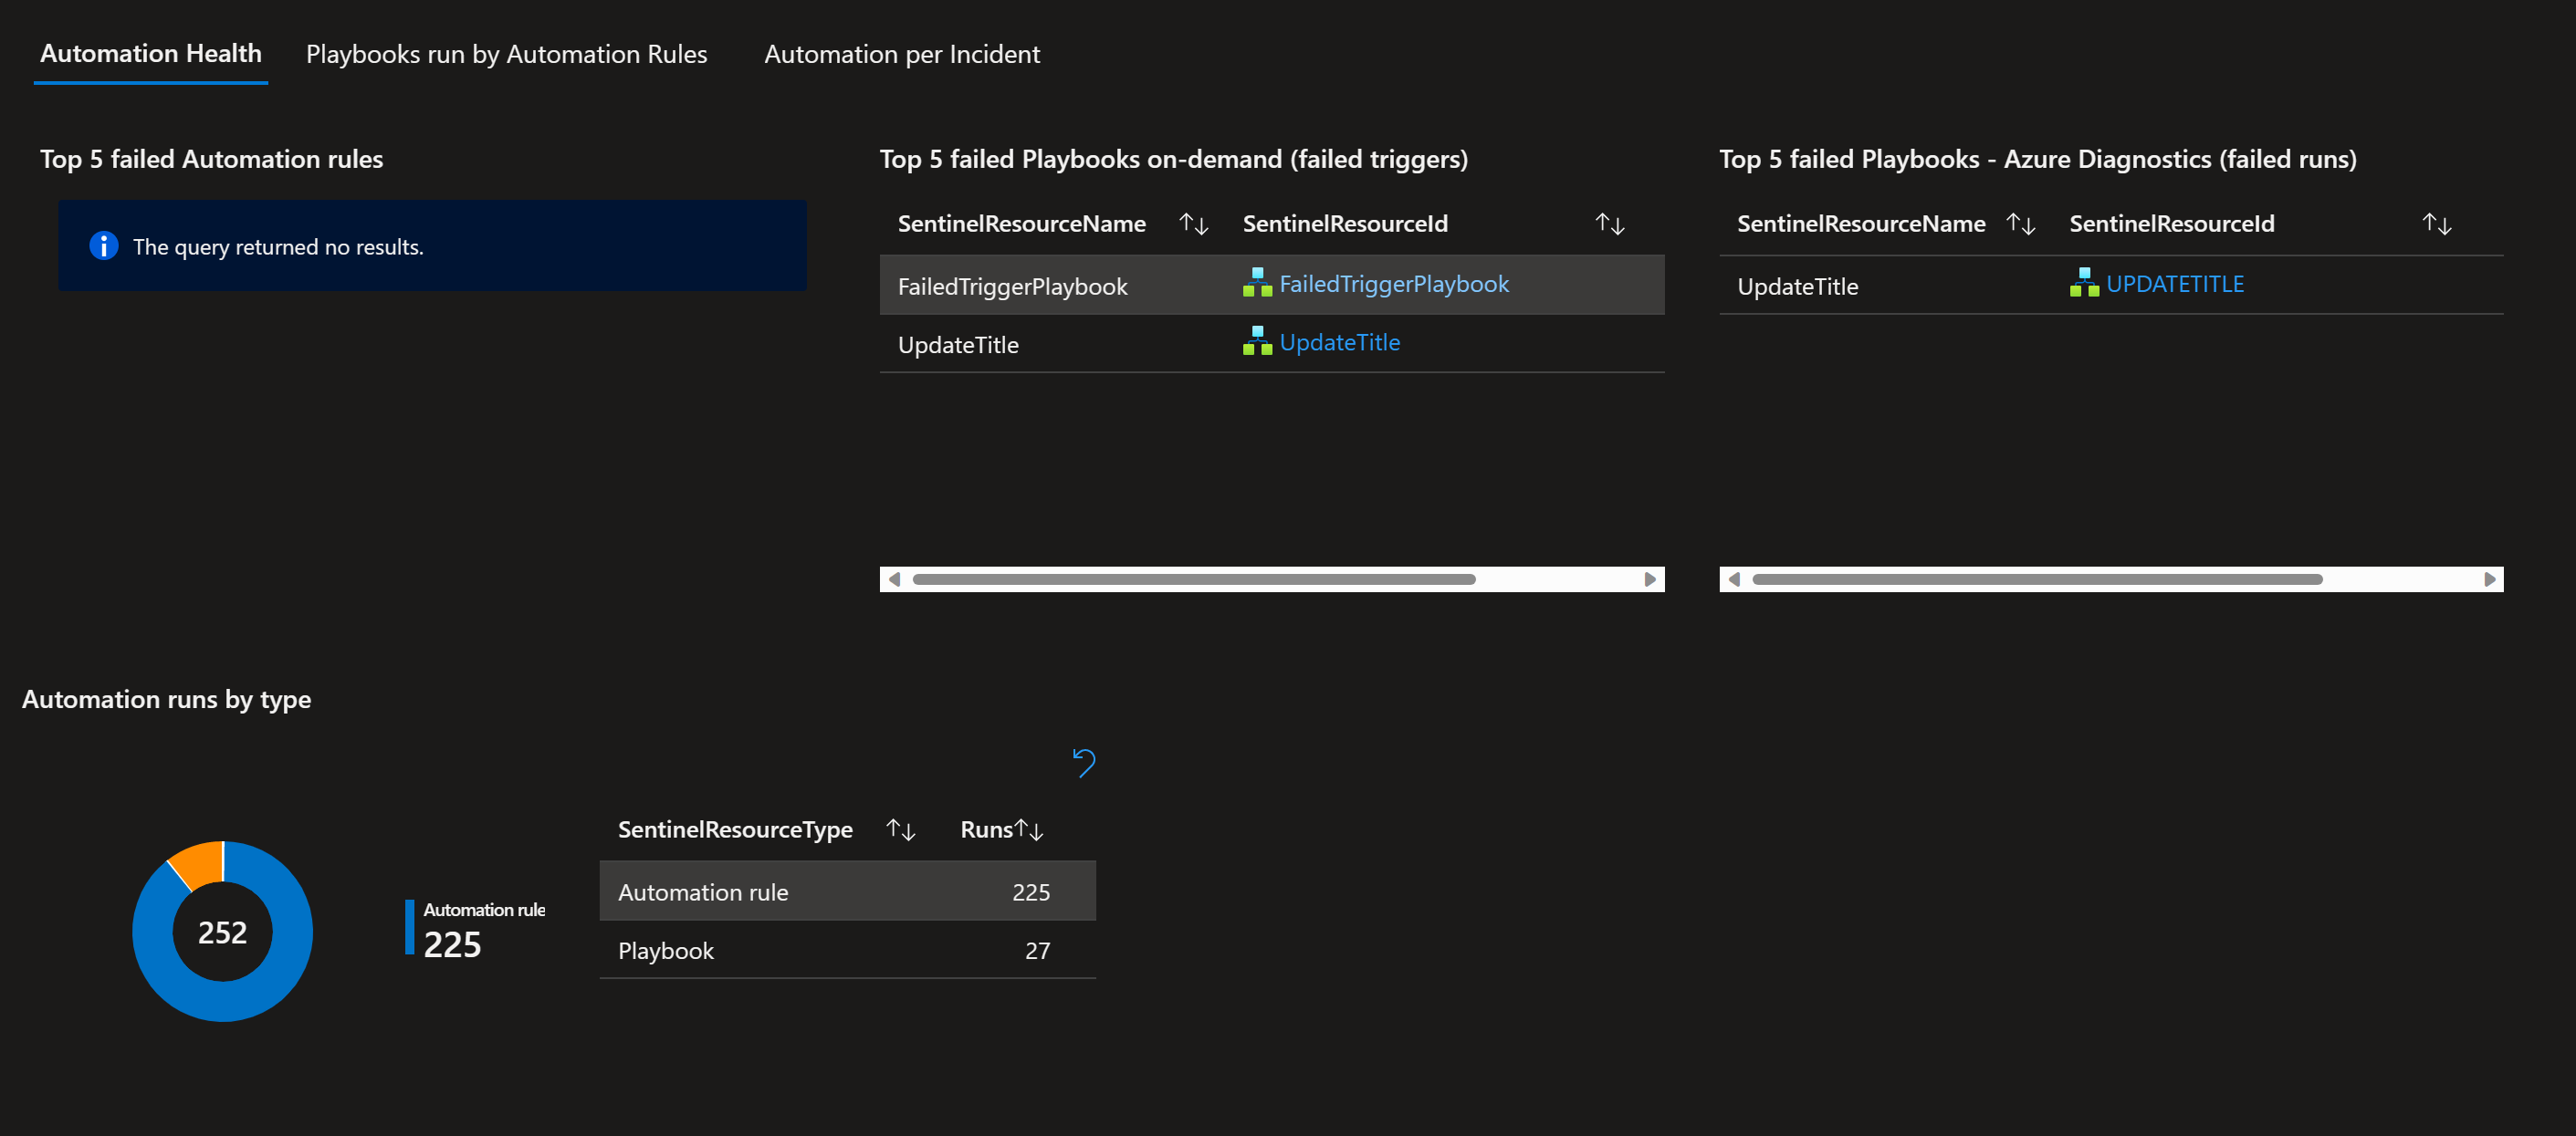 Automation Health
Playbooks run by Automation Rules
Automation per Incident
Top 5 failed Automation rules
The query returned no results.
Top 5 failed Playbooks on-demand (failed triggers)
SentinelResourceName SentinelResourceId
FailedTriggerPlaybook FailedTriggerPlaybook
UpdateTitle UpdateTitle
Top 5 failed Playbooks - Azure Diagnostics (failed runs)
SentinelResourceName SentinelResourceId
UpdateTitle UPDATETITLE
Automation runs by type
252
Automation rule
225
SentinelResourceType Runs
Automation rule 225
Playbook 27